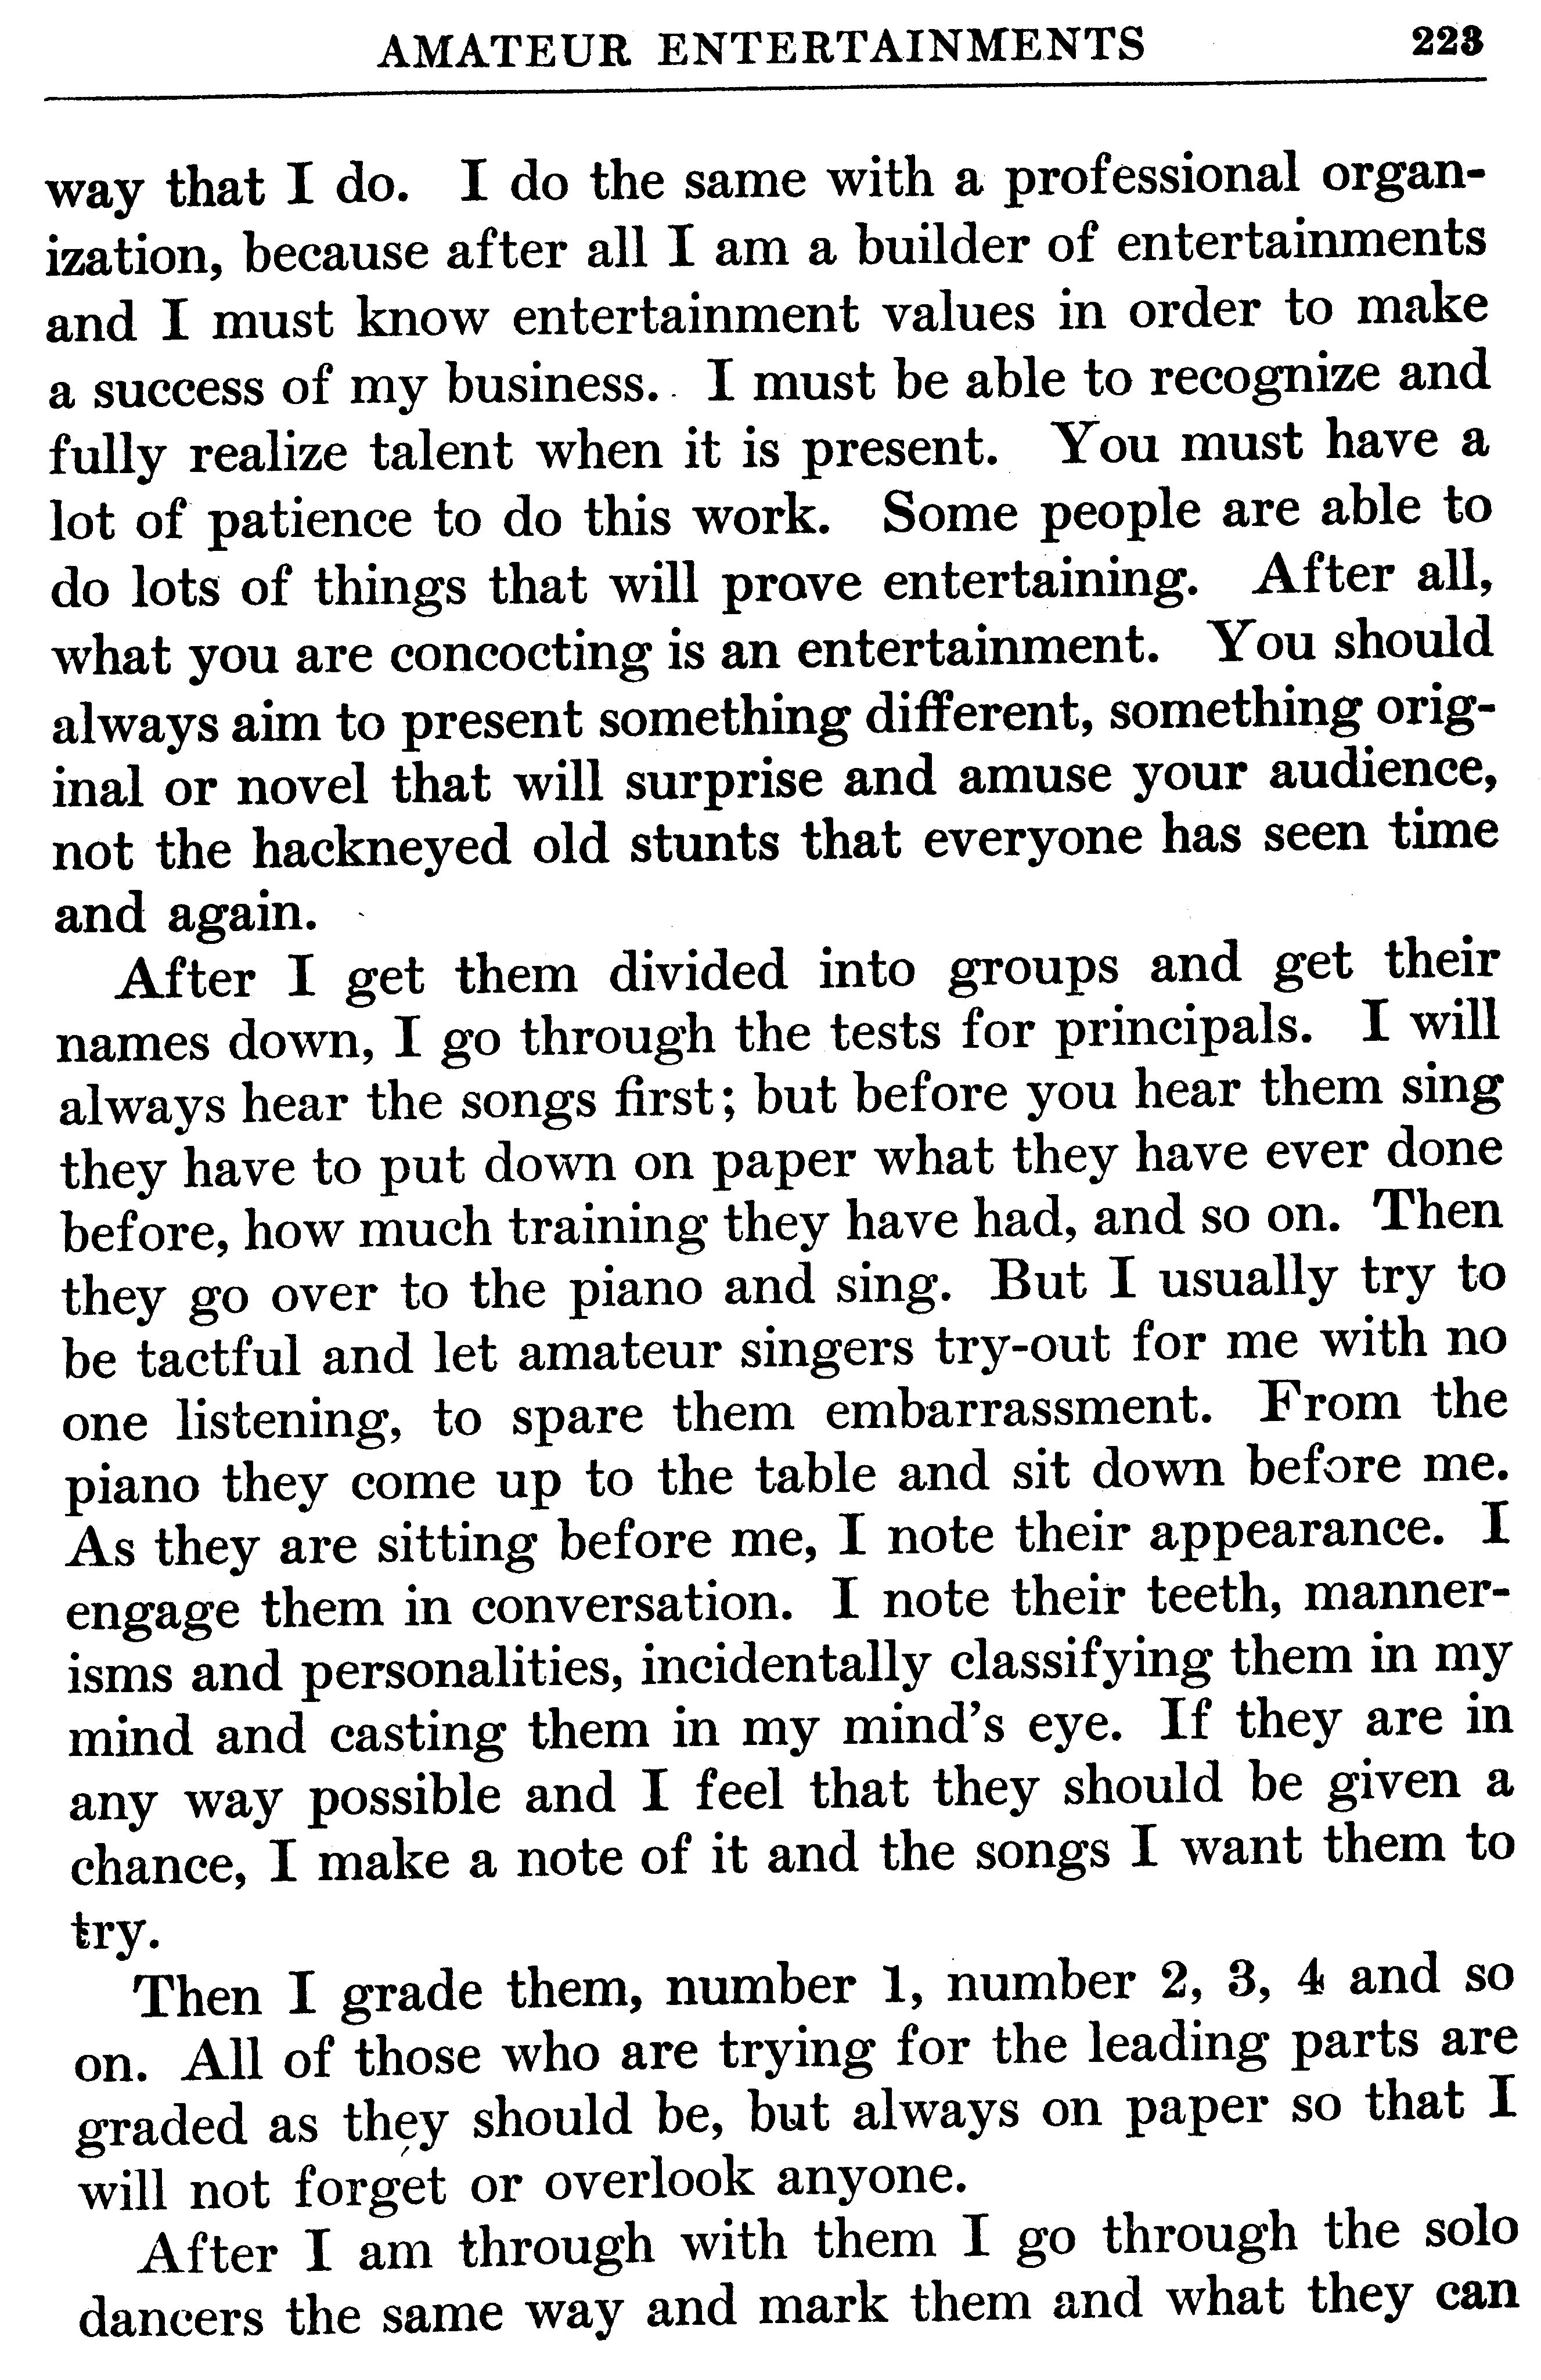 AMATEUR ENTERTAINMENTS 223
way that I do. I do the same with a professional organ-
ization, because after all I am a builder of entertainments
and I must know entertainment values in order to make
a success of my business. I must be able to recognize and
fully realize talent when it is present. You must have a
lot of patience to do this work. Some people are able to
do lots of things that will prove entertaining. After all,
what you are concocting is an entertainment. You should
always aim to present something different, something orig-
inal or novel that will surprise and amuse your audience,
not the hackneyed old stunts that everyone has seen time
and again.
After I get them divided into groups and get their
names down, I go through the tests for principals. I will
always hear the songs first; but before you hear them sing
they have to put down on paper what they have ever done
before, how much training they have had, and so on. Then
they go over to the piano and sing. But I usually try to
be tactful and let amateur singers try-out for me with no
one listening, to spare them embarrassment. From the
piano they come up to the table and sit down before me.
As they are sitting before me, I note their appearance. I
engage them in conversation. I note their teeth, manner-
isms and personalities, incidentally classifying them in my
mind and casting them in my mind's eye. If they are in
any way possible and I feel that they should be given a
chance, I make a note of it and the songs I want them to
try.
Then I grade them, number 1, number 2, 3, 4 and so
on. All of those who are trying for the leading parts are
graded as they should be, but always on paper so that I
will not forget or overlook anyone.
After I am through with them I go through the solo
dancers the same way and mark them and what they can